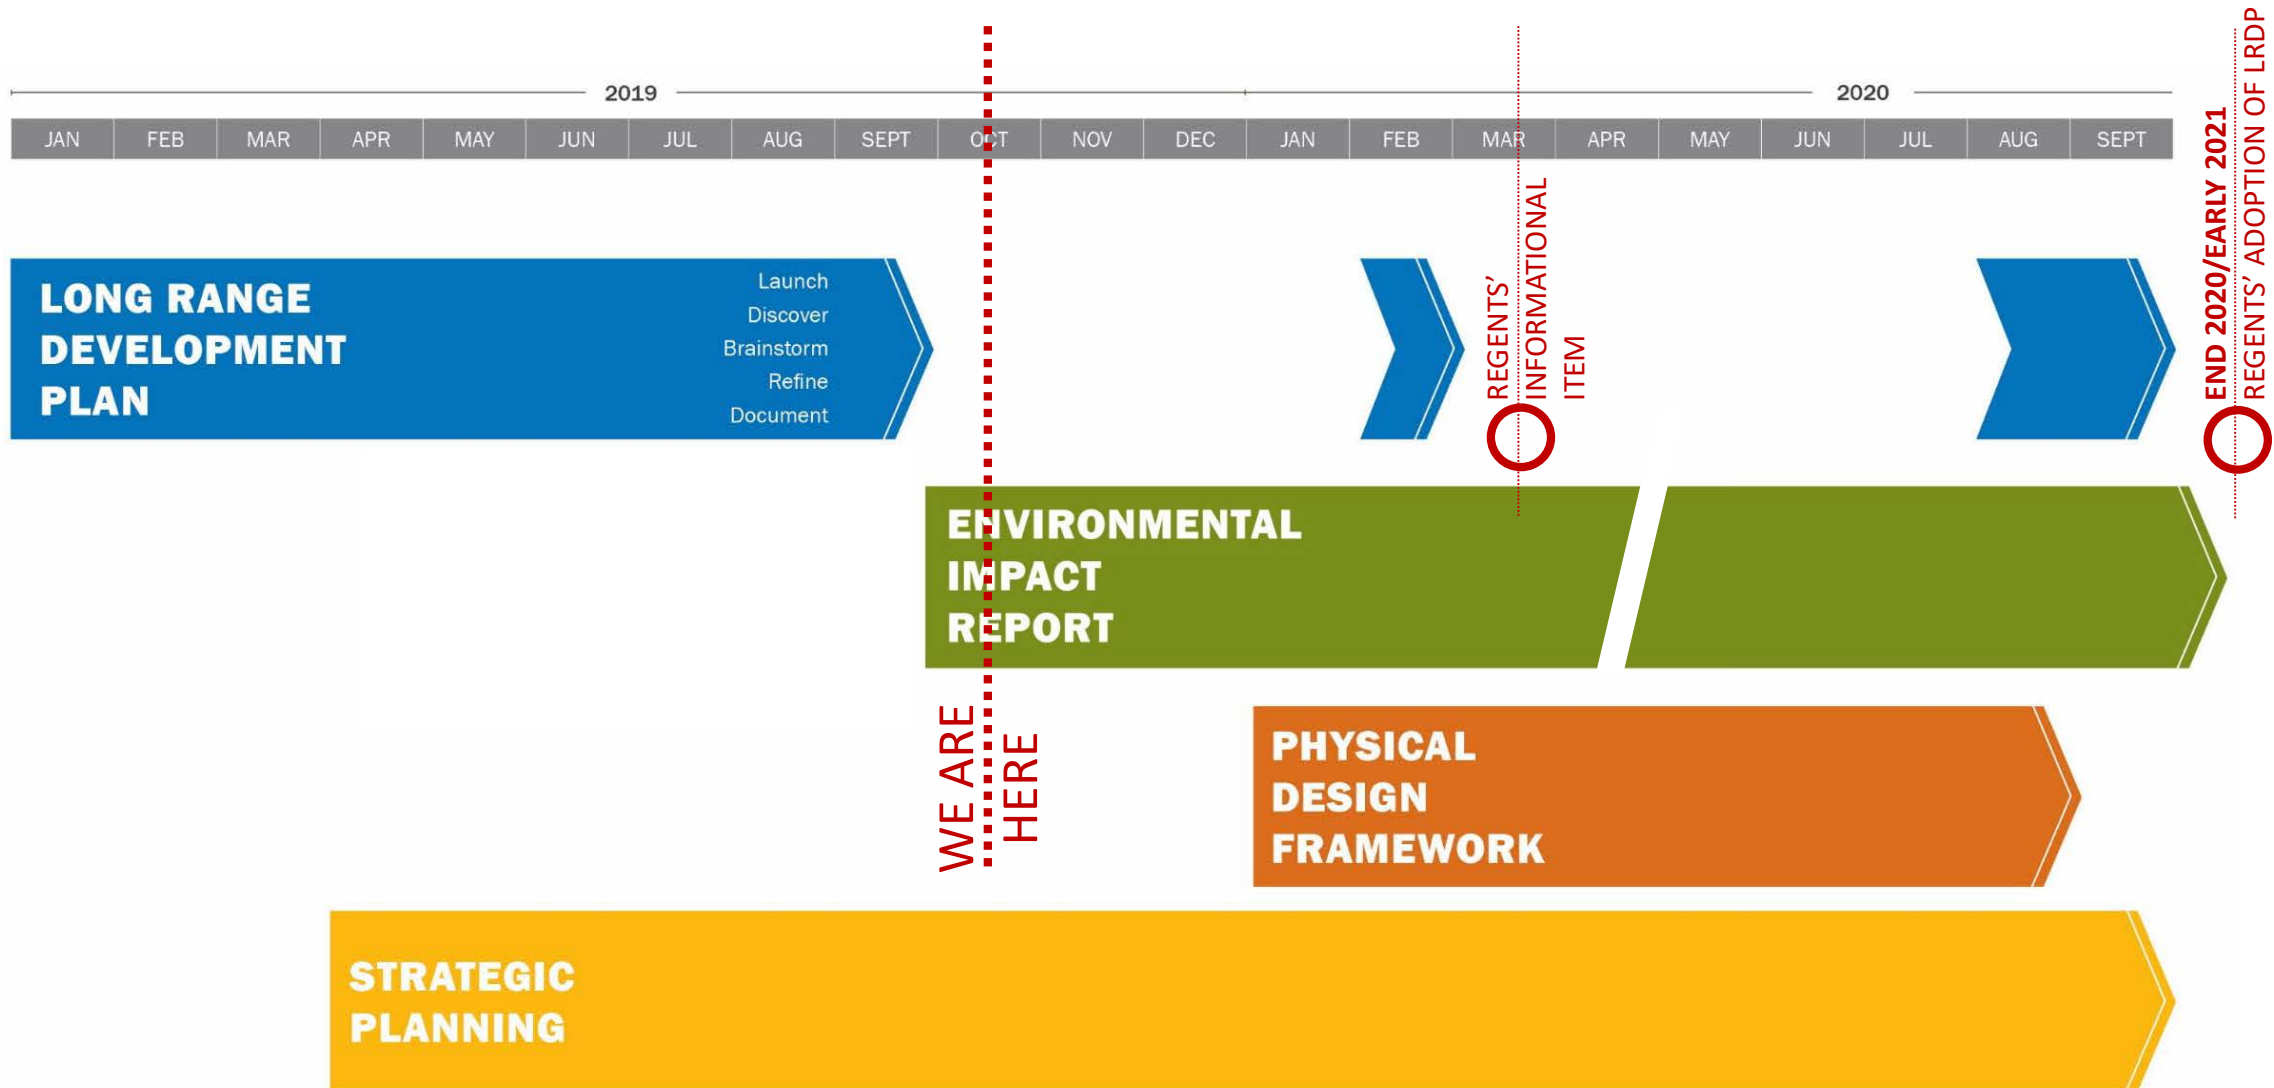 2019
2020
JAN FEB MAR APR MAY JUN JUL AUG SEPT OCT NOV DEC JAN FEB MAR APR MAY JUN JUL AUG SEPT
LONG RANGE
DEVELOPMENT
PLAN
Launch
Discover
Brainstorm
Refine
Document
REGENTS’
INFORMATIONAL
ITEM
END 2020/EARLY 2021
REGENTS’ ADOPTION OF LRDP
ENVIRONMENTAL
IMPACT
REPORT
WE ARE
HERE
PHYSICAL
DESIGN
FRAMEWORK
STRATEGIC
PLANNING